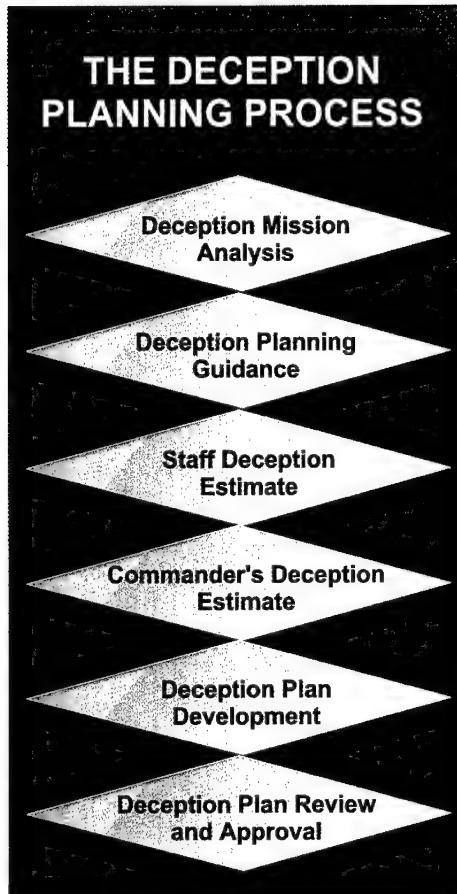 THE DECEPTION
PLANNING PROCESS
Deception Mission
Analysis
Deception Planning
Guidance
Staff Deception
Estimate
Commander's Deception
Estimate
Deception Plan
Development
Deception Plan Review
and Approval